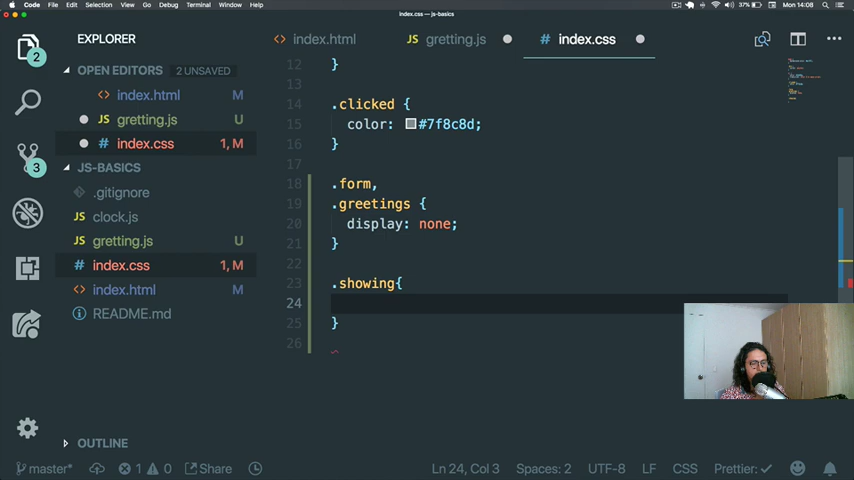 Code File Edit Selection View Go Debug Terminal Window Help 37% Mon 14:08
index.css — js-basics
EXPLORER
index.html
JS gretting.js
# index.css
2
OPEN EDITORS 2 UNSAVED
<> index.html M
JS gretting.js U
# index.css 1, M
3
JS-BASICS
.gitignore
JS clock.js
JS gretting.js U
# index.css 1, M
<> index.html M
README.md
OUTLINE
12 }
13
14 .clicked {
15 color: #7f8c8d;
16 }
17
18 .form,
19 .greetings {
20 display: none;
21 }
22
23 .showing{
24
25 }
26
master* 1 0 Share Ln 24, Col 3 Spaces: 2 UTF-8 LF CSS Prettier: ✓